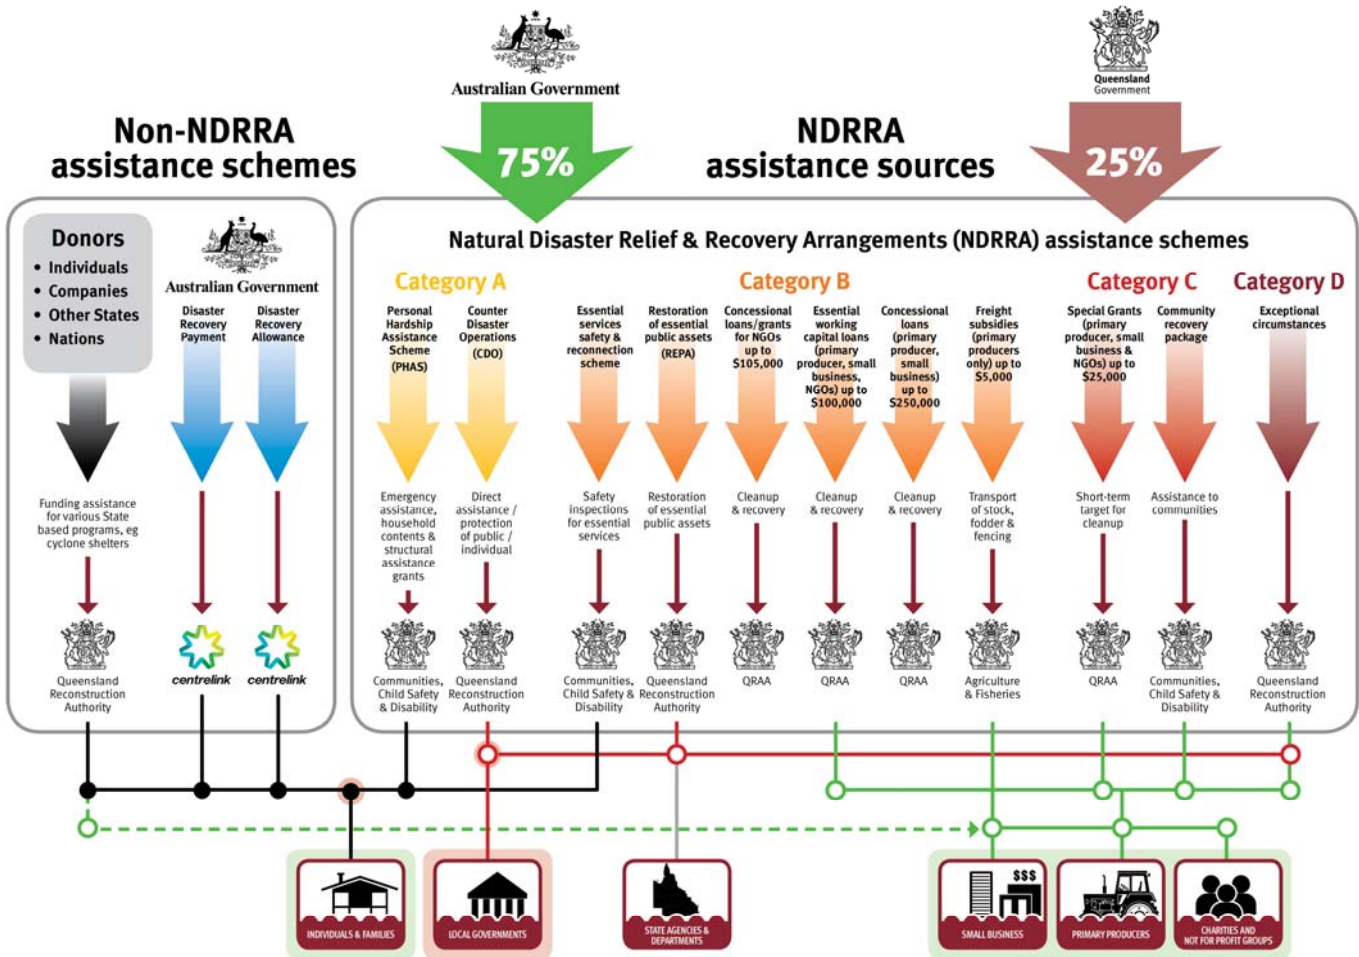 Australian Government
Queensland
Government
Non-NDRRA
assistance schemes
75%
NDRRA
assistance sources
25%
Donors
• Individuals
• Companies
• Other States
• Nations
Australian Government
Disaster
Recovery
Payment
Disaster
Recovery
Allowance
Funding assistance
for various State
based programs, eg
cyclone shelters
Queensland
Reconstruction
Authority
centrelink
centrelink
Natural Disaster Relief & Recovery Arrangements (NDRRA) assistance schemes
Category A
Personal
Hardship
Assistance
Scheme
(PHAS)
Emergency
assistance,
household
contents &
structural
assistance
grants
Communities,
Child Safety
& Disability
Counter
Disaster
Operations
(CDO)
Direct
assistance /
protection
of public /
individual
Queensland
Reconstruction
Authority
Category B
Essential
services
safety &
reconnection
scheme
Safety
inspections
for essential
services
Communities,
Child Safety &
Disability
Restoration
of essential
public assets
(REPA)
Restoration
of essential
public assets
Queensland
Reconstruction
Authority
Concessional
loans/grants
for NGOs
up to
$105,000
Cleanup
& recovery
QRAA
Essential
working
capital loans
(primary
producer, small
business,
NGOs) up to
$100,000
Cleanup
& recovery
QRAA
Concessional
loans
(primary
producer,
small
business)
up to
$250,000
Cleanup
& recovery
QRAA
Freight
subsidies
(primary
producers
only) up to
$5,000
Transport
of stock,
fodder &
fencing
Agriculture
& Fisheries
Category C
Special Grants
(primary
producer, small
business &
NGOs) up to
$25,000
Short-term
target for
cleanup
QRAA
Community
recovery
package
Assistance to
communities
Communities,
Child Safety &
Disability
Category D
Exceptional
circumstances
Queensland
Reconstruction
Authority
INDIVIDUALS & FAMILIES
LOCAL GOVERNMENTS
STATE AGENCIES &
DEPARTMENTS
$$$
SMALL BUSINESS
PRIMARY PRODUCERS
CHARITIES AND
NOT FOR PROFIT GROUPS